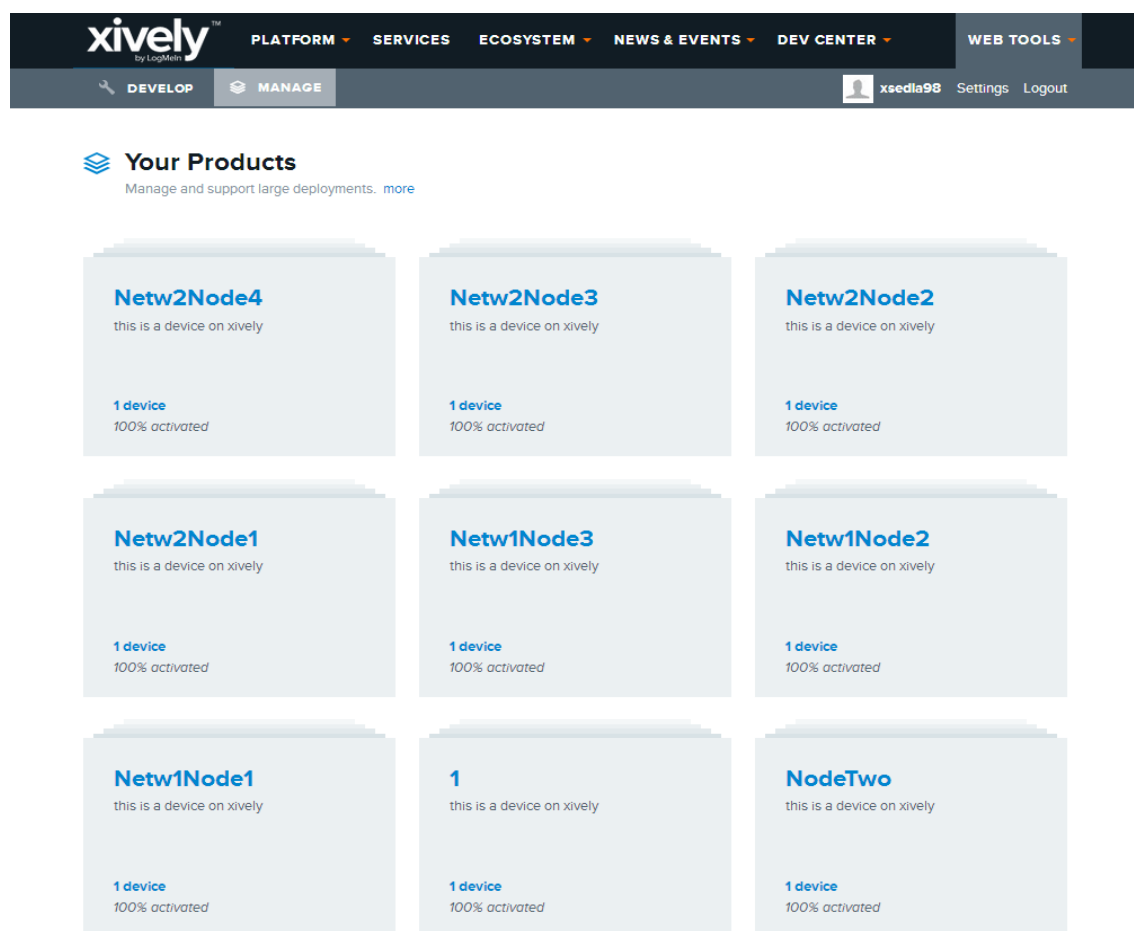 xively™
by LogMeIn
PLATFORM SERVICES ECOSYSTEM NEWS & EVENTS DEV CENTER WEB TOOLS
DEVELOP MANAGE xsedla98 Settings Logout
Your Products
Manage and support large deployments. more
Netw2Node4 Netw2Node3 Netw2Node2
this is a device on xively this is a device on xively this is a device on xively
1 device 1 device 1 device
100% activated 100% activated 100% activated
Netw2Node1 Netw1Node3 Netw1Node2
this is a device on xively this is a device on xively this is a device on xively
1 device 1 device 1 device
100% activated 100% activated 100% activated
Netw1Node1 1 NodeTwo
this is a device on xively this is a device on xively this is a device on xively
1 device 1 device 1 device
100% activated 100% activated 100% activated